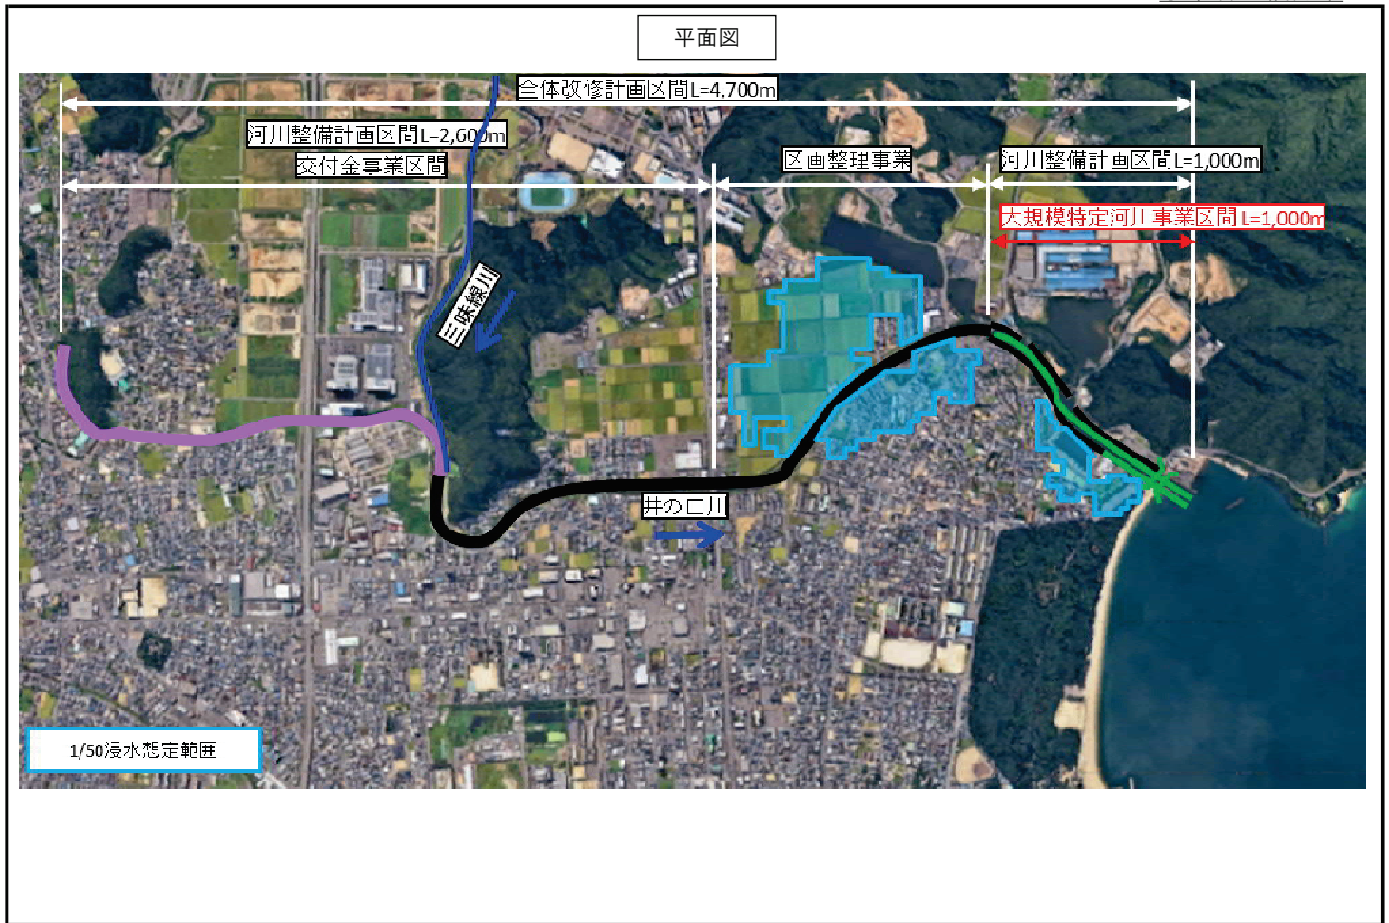 平面図
全体改修計画区間L=4.700m
河川整備計画区間L=2,600m
交付金事業区間
区画整理事業
河川整備計画区間L=1,000m
大規模特定河川事業区間L=1,000m
三味線川
井の口川
1/50浸水想定範囲